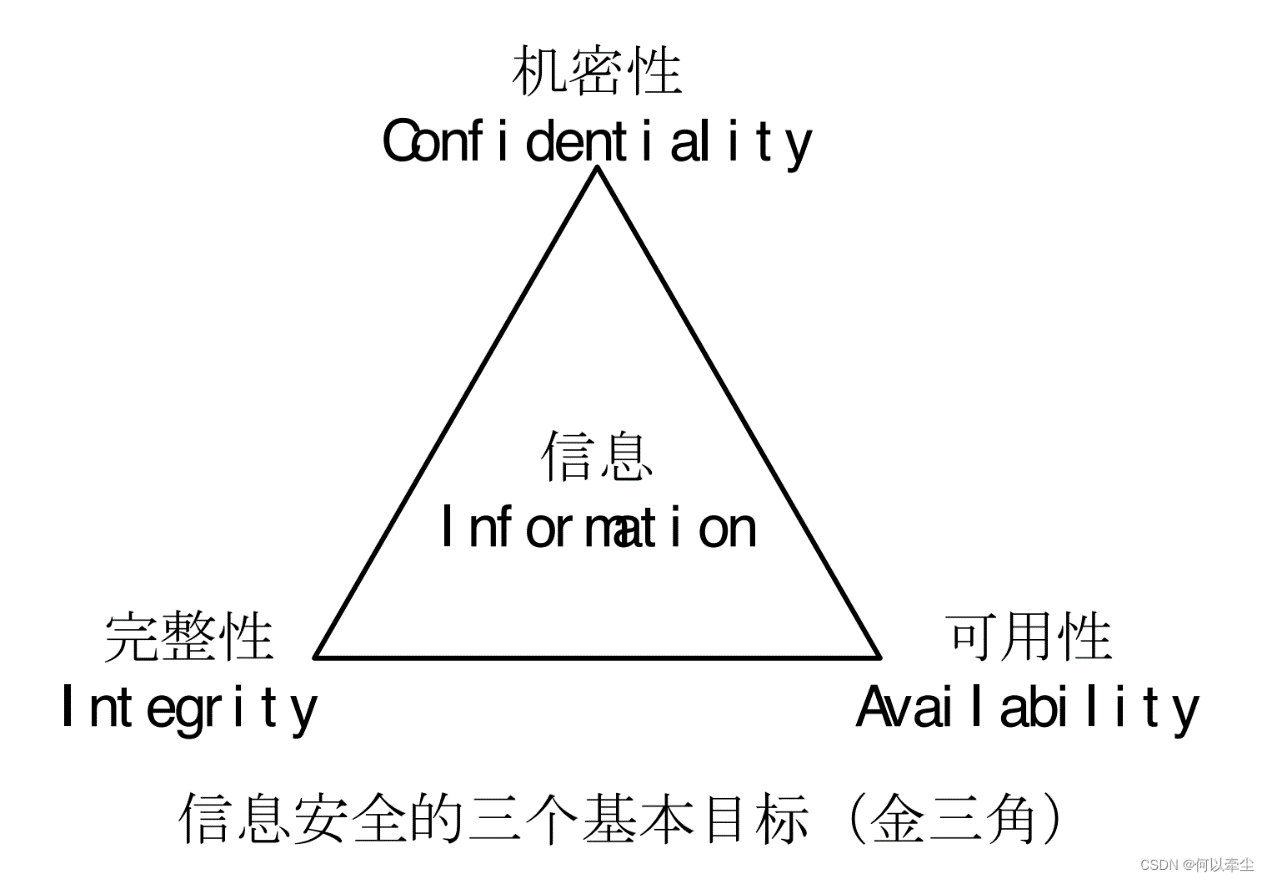 机密性
Confidentiality
信息
Information
完整性
Integrity
可用性
Availability
信息安全的三个基本目标（金三角）
CSDN @何以牵尘